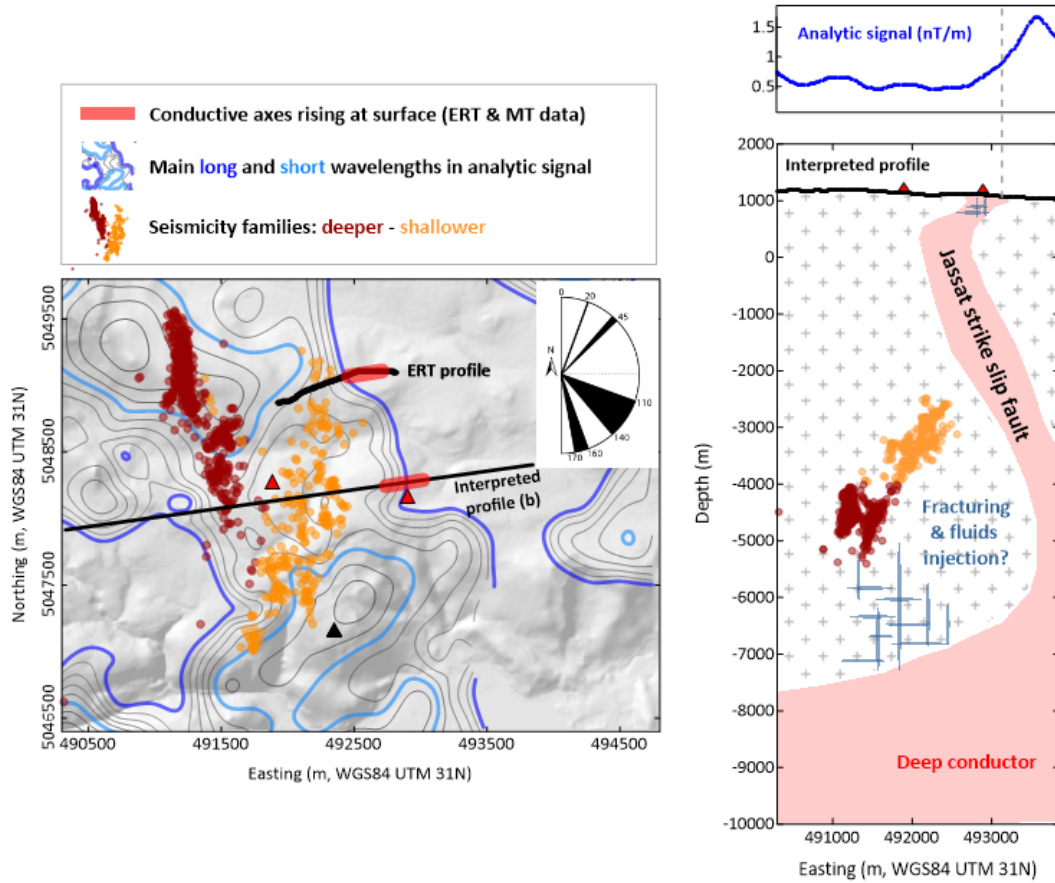 Conductive axes rising at surface (ERT & MT data)
Main long and short wavelengths in analytic signal
Seismicity families: deeper - shallower
5049500
5048500
5047500
5046500
Northing (m, WGS84 UTM 31N)
ERT profile
Interpreted
profile (b)
N
0
20
45
110
140
160
170
490500
491500
492500
493500
494500
Easting (m, WGS84 UTM 31N)
Analytic signal (nT/m)
1.5
1
0.5
Interpreted profile
2000
1000
0
-1000
-2000
-3000
-4000
-5000
-6000
-7000
-8000
-9000
-10000
Depth (m)
Jassat strike slip fault
Fracturing
& fluids
injection?
Deep conductor
491000
492000
493000
Easting (m, WGS84 UTM 31N)